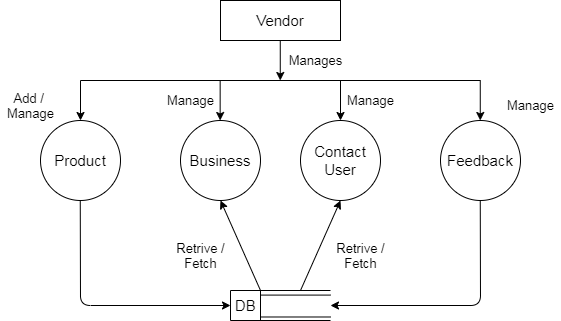 Vendor
Manages
Add /
Manage
Manage
Manage
Manage
Product
Business
Contact
User
Feedback
Retrive /
Fetch
Retrive /
Fetch
DB